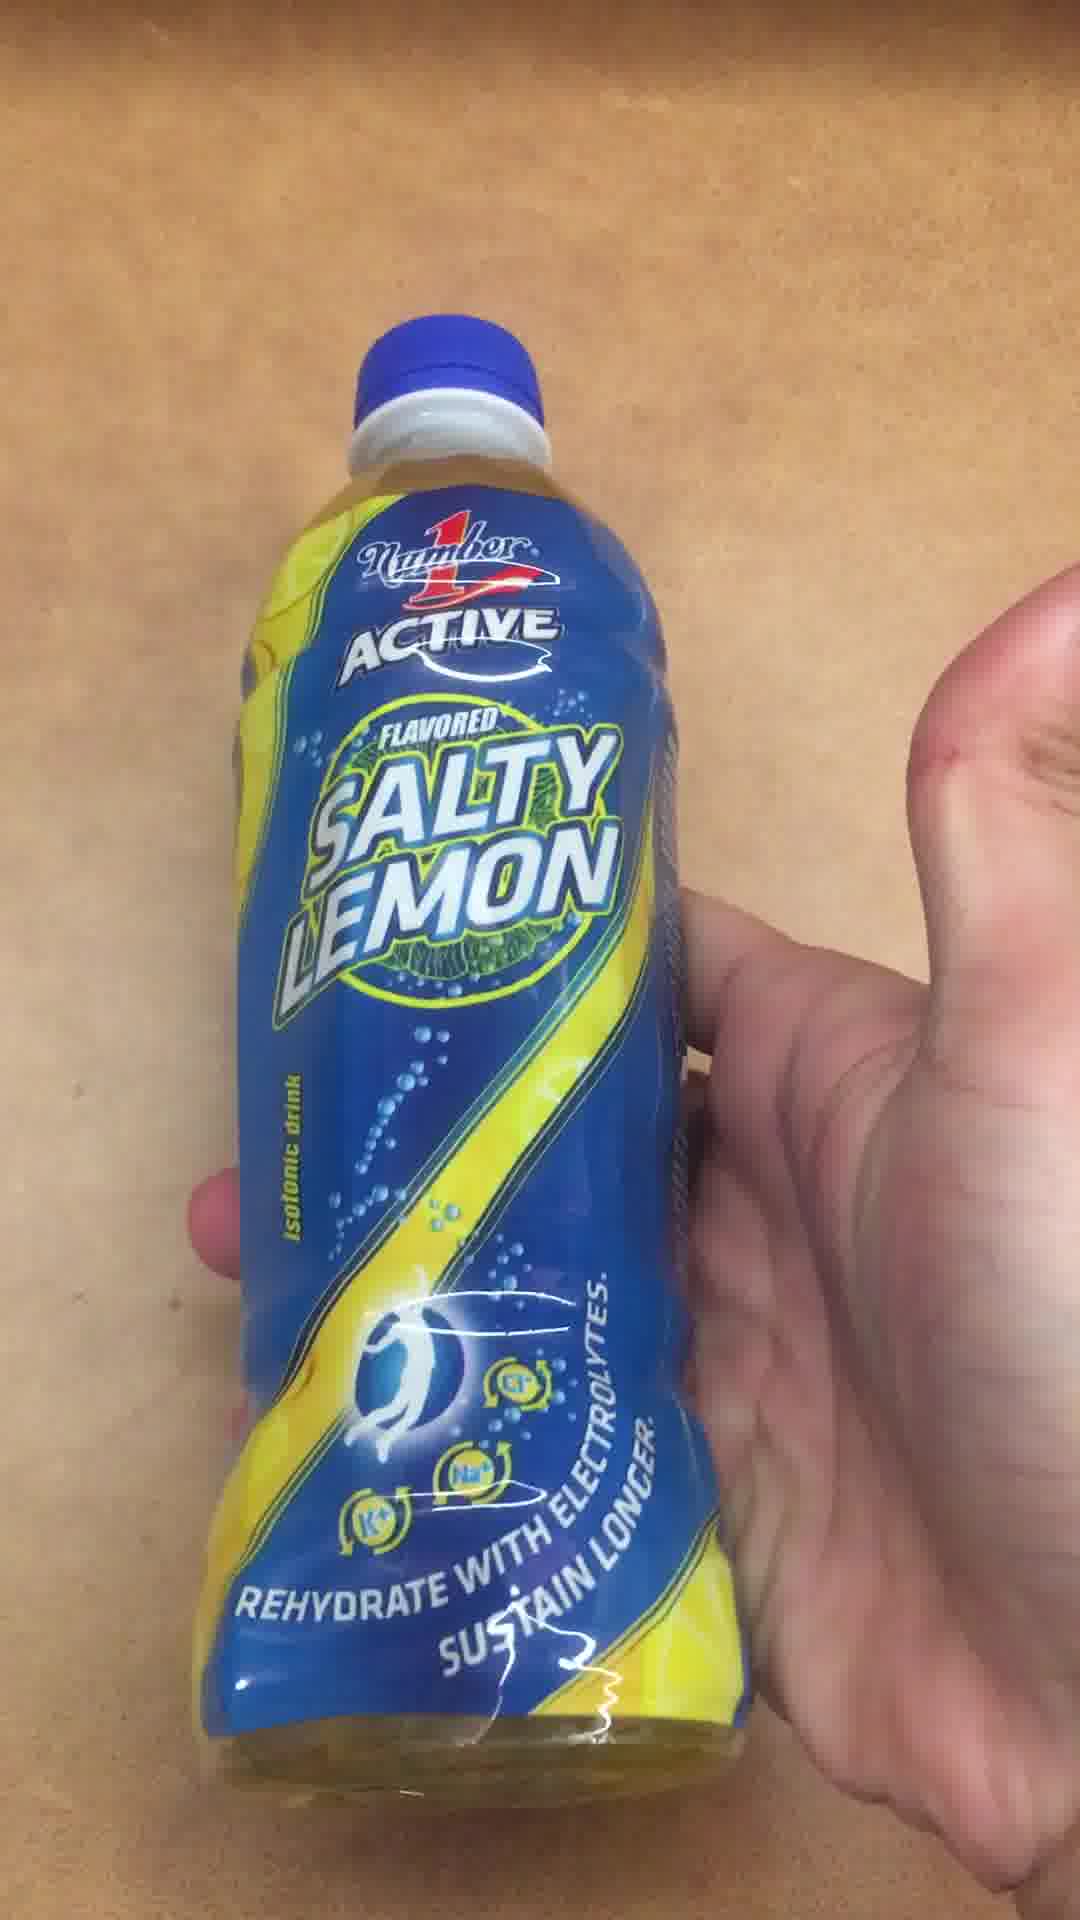 Number 1
ACTIVE
FLAVORED
SALTY
LEMON
Isotonic drink
Cl-
Na+
K+
REHYDRATE WITH ELECTROLYTES.
SUSTAIN LONGER.